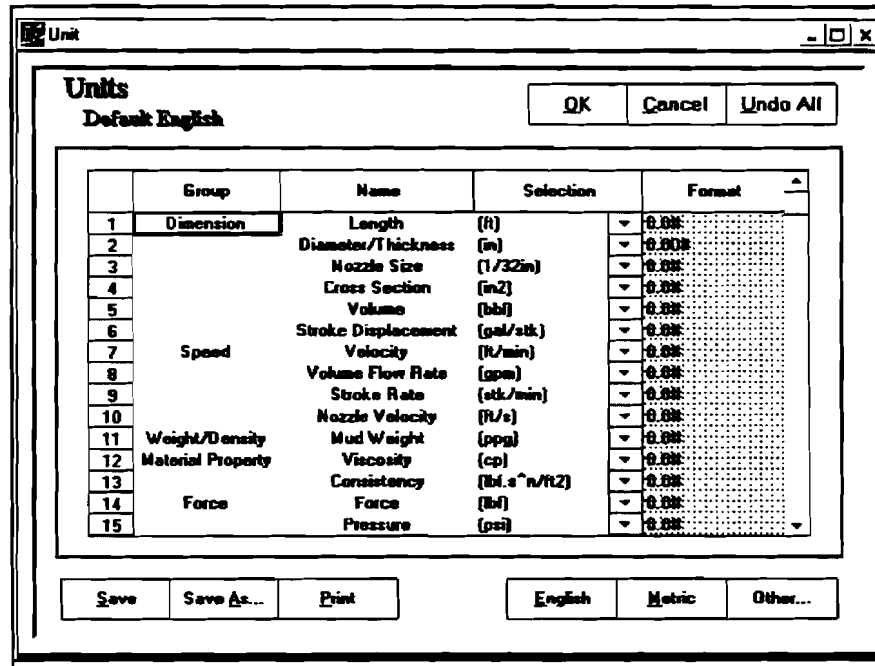 Unit
Units
Default English
OK Cancel Undo All
Group Name Selection Format
1 Dimension Length (ft) 0.0#
2 Diameter/Thickness (in) 0.00#
3 Nozzle Size (1/32in) 0.0#
4 Cross Section (in2) 0.0#
5 Volume (bbl) 0.0#
6 Stroke Displacement (gal/stk) 0.0#
7 Speed Velocity (ft/min) 0.0#
8 Volume Flow Rate (gpm) 0.0#
9 Stroke Rate (stk/min) 0.0#
10 Nozzle Velocity (ft/s) 0.0#
11 Weight/Density Mud Weight (ppg) 0.0#
12 Material Property Viscosity (cp) 0.0#
13 Consistency (lbf.s^n/ft2) 0.0#
14 Force Force (lbf) 0.0#
15 Pressure (psi) 0.0#
Save Save As... Print English Metric Other...